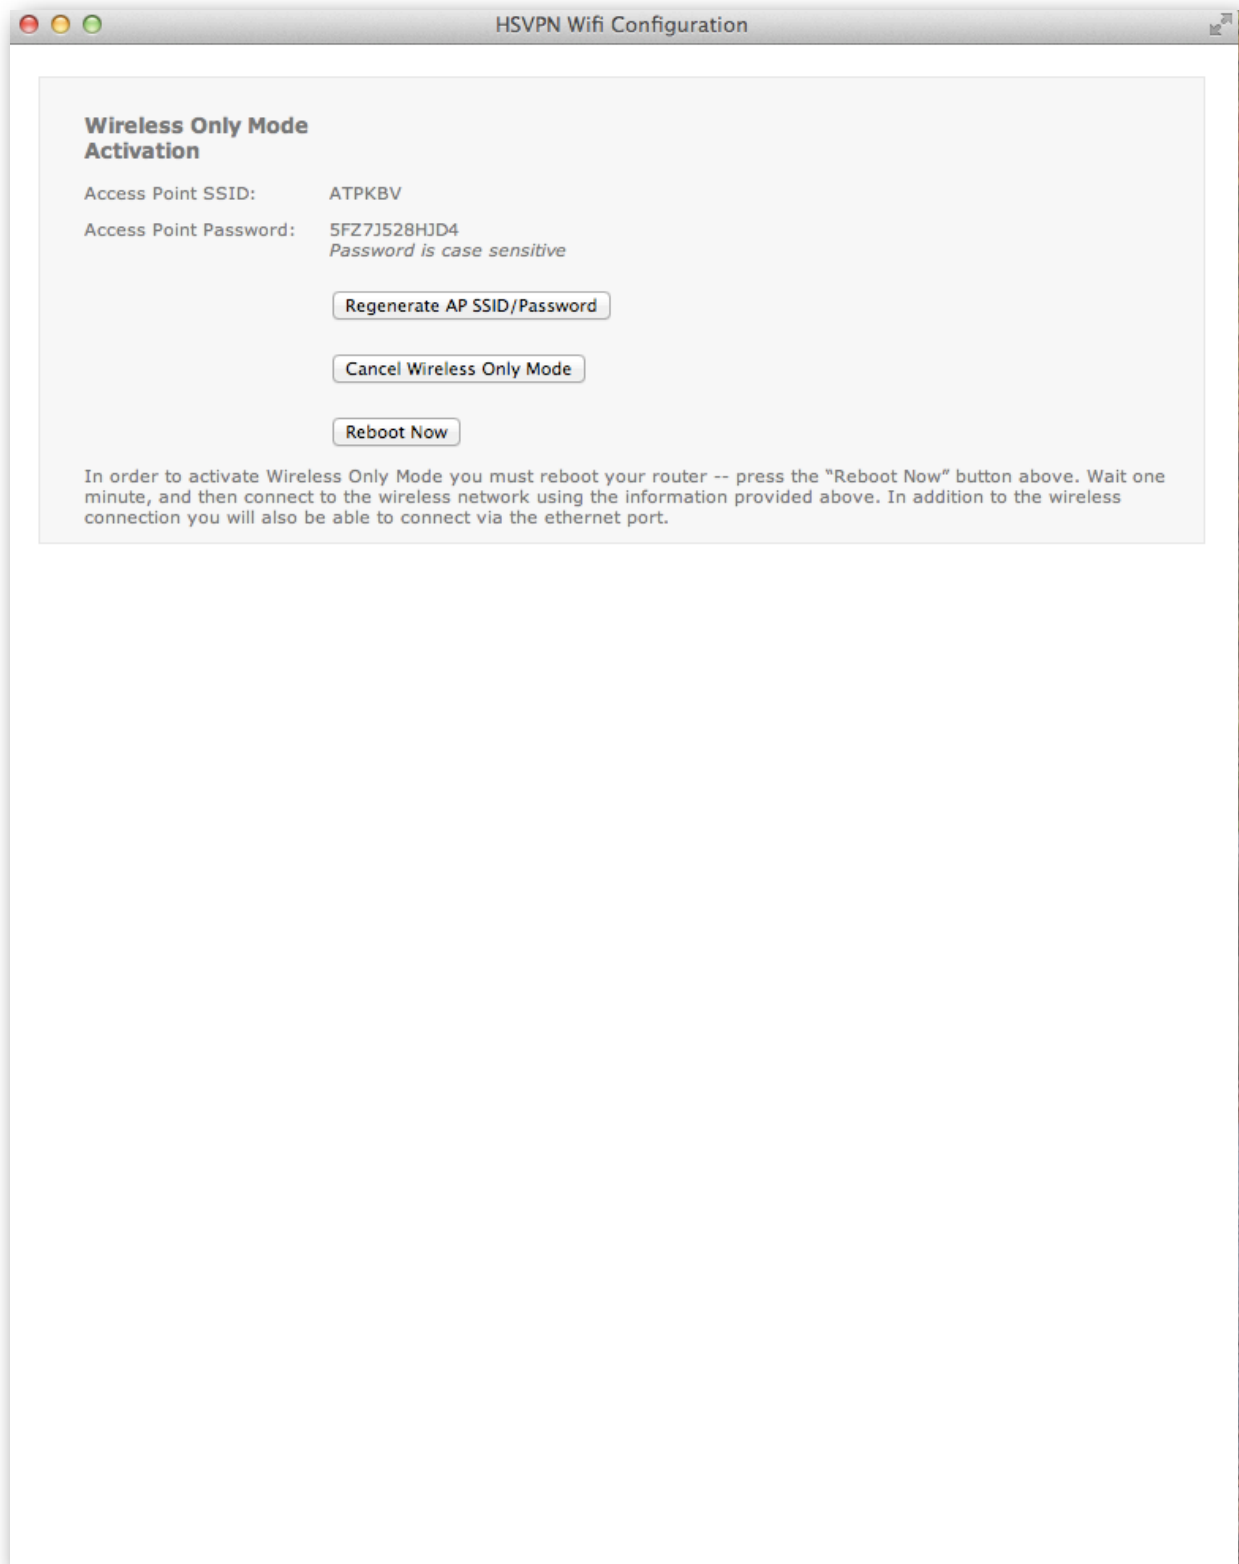 HSVPN Wifi Configuration
Wireless Only Mode
Activation
Access Point SSID: ATPKBV
Access Point Password: 5FZ7J528HJD4
Password is case sensitive
Regenerate AP SSID/Password
Cancel Wireless Only Mode
Reboot Now
In order to activate Wireless Only Mode you must reboot your router -- press the “Reboot Now” button above. Wait one
minute, and then connect to the wireless network using the information provided above. In addition to the wireless
connection you will also be able to connect via the ethernet port.